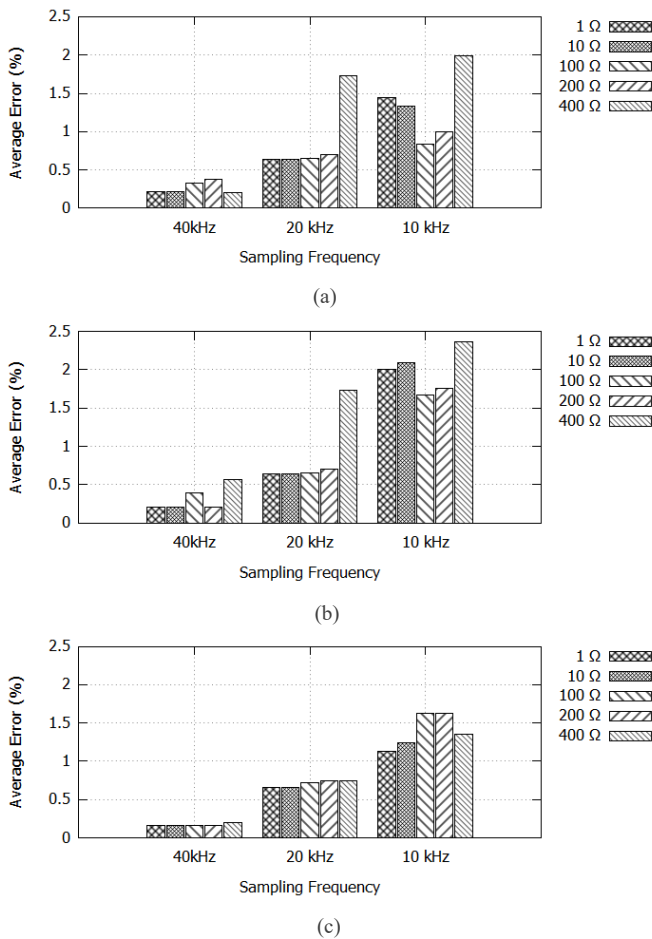 2.5
2
1.5
1
0.5
0
Average Error (%)
40kHz 20 kHz 10 kHz
Sampling Frequency
1 Ω
10 Ω
100 Ω
200 Ω
400 Ω
(a)
2.5
2
1.5
1
0.5
0
Average Error (%)
40kHz 20 kHz 10 kHz
Sampling Frequency
1 Ω
10 Ω
100 Ω
200 Ω
400 Ω
(b)
2.5
2
1.5
1
0.5
0
Average Error (%)
40kHz 20 kHz 10 kHz
Sampling Frequency
1 Ω
10 Ω
100 Ω
200 Ω
400 Ω
(c)